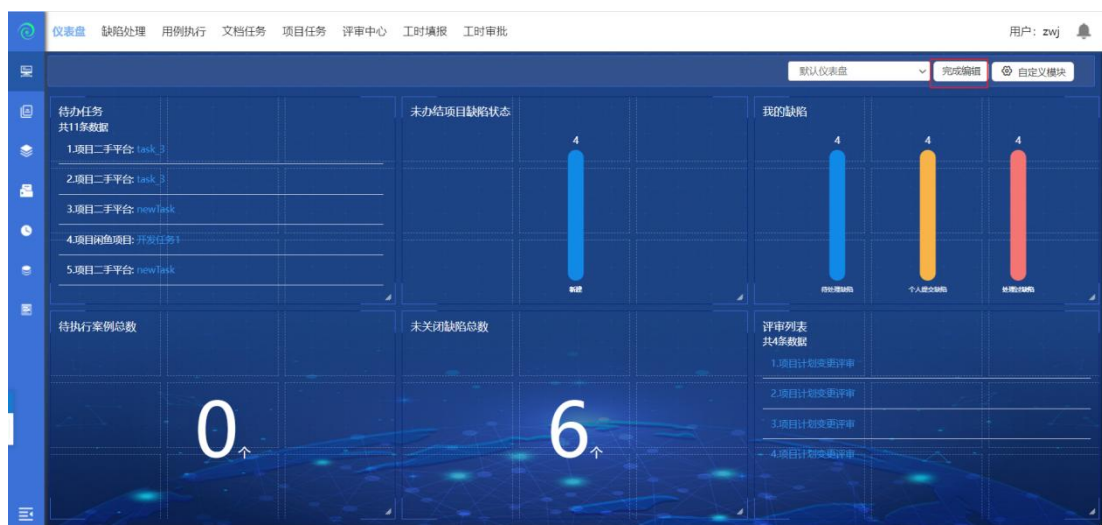 仪表盘 缺陷处理 用例执行 文档任务 项目任务 评审中心 工时填报 工时审批 用户: zwj
默认仪表盘 完成编辑 自定义模块
待办任务
共11条数据
1.项目二手平台: task_3
2.项目二手平台: task_3
3.项目二手平台: newTask
4.项目闲鱼项目: 开发任务1
5.项目二手平台: newTask
未办结项目缺陷状态
4
新建
我的缺陷
4 4 4
待处理缺陷 个人提交缺陷 处理过缺陷
待执行案例总数
0个
未关闭缺陷总数
6个
评审列表
共4条数据
1.项目计划变更评审
2.项目计划变更评审
3.项目计划变更评审
4.项目计划变更评审